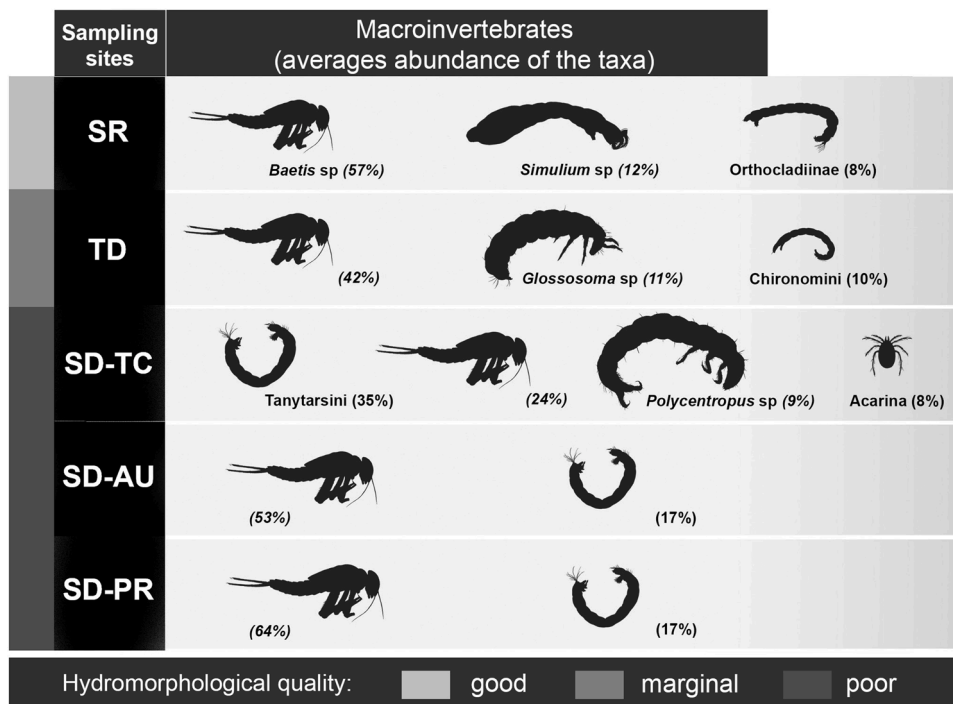 Sampling
sites
Macroinvertebrates
(averages abundance of the taxa)
SR
Baetis sp (57%)
Simulium sp (12%)
Orthocladiinae (8%)
TD
(42%)
Glossosoma sp (11%)
Chironomini (10%)
SD-TC
Tanytarsini (35%)
(24%)
Polycentropus sp (9%)
Acarina (8%)
SD-AU
(53%)
(17%)
SD-PR
(64%)
(17%)
Hydromorphological quality: good marginal poor